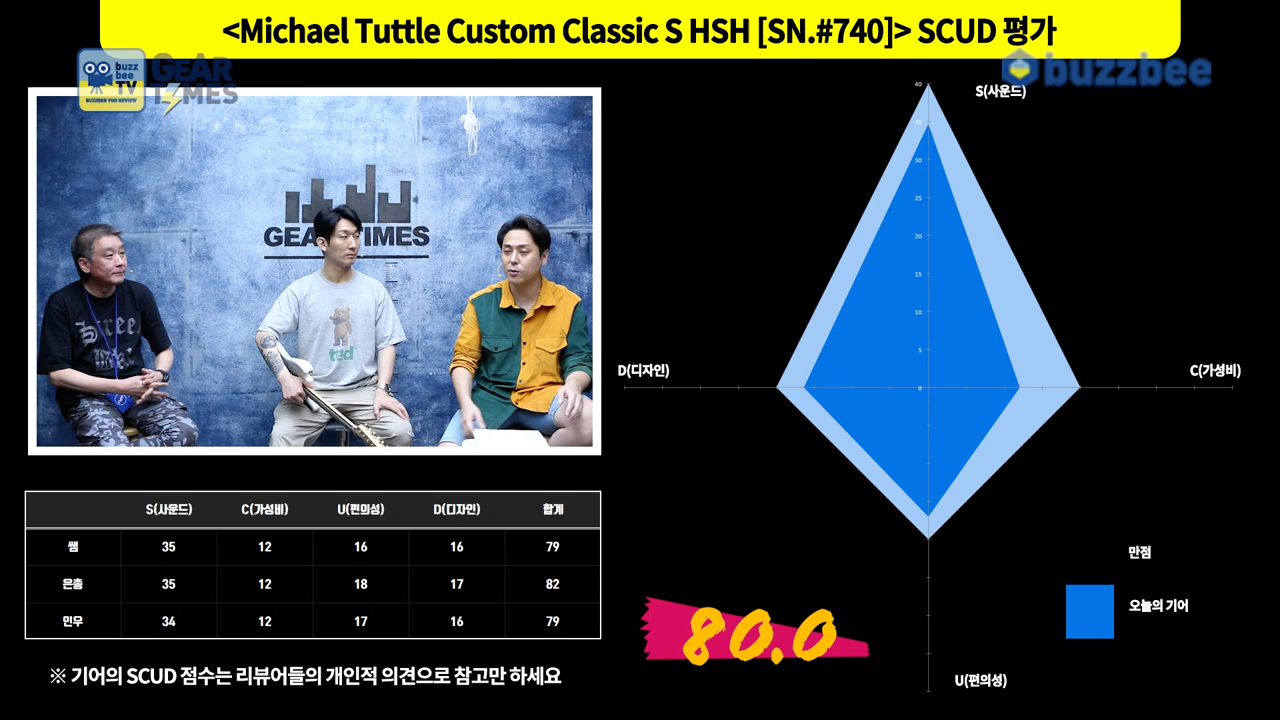 <Michael Tuttle Custom Classic S HSH [SN.#740]> SCUD 평가
buzz
bee
TV
BUZZBEE VOD REVIEW
GEAR
TIMES
buzzbee
GEAR TIMES
ted
S(사운드)
40
35
30
25
20
15
10
5
0
D(디자인)
C(가성비)
U(편의성)
만점
오늘의 기어
S(사운드) C(가성비) U(편의성) D(디자인) 합계
쌤 35 12 16 16 79
은총 35 12 18 17 82
민우 34 12 17 16 79
80.0
※ 기어의 SCUD 점수는 리뷰어들의 개인적 의견으로 참고만 하세요